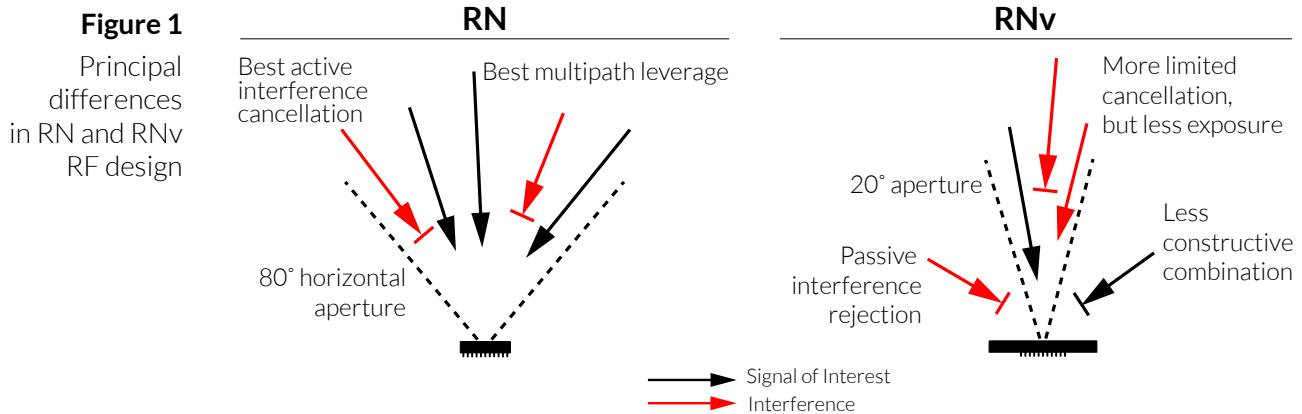 Figure 1
Principal
differences
in RN and RNv
RF design
RN
Best active
interference
cancellation
Best multipath leverage
80° horizontal
aperture
RNv
More limited
cancellation,
but less exposure
20° aperture
Less
constructive
combination
Passive
interference
rejection
Signal of Interest
Interference